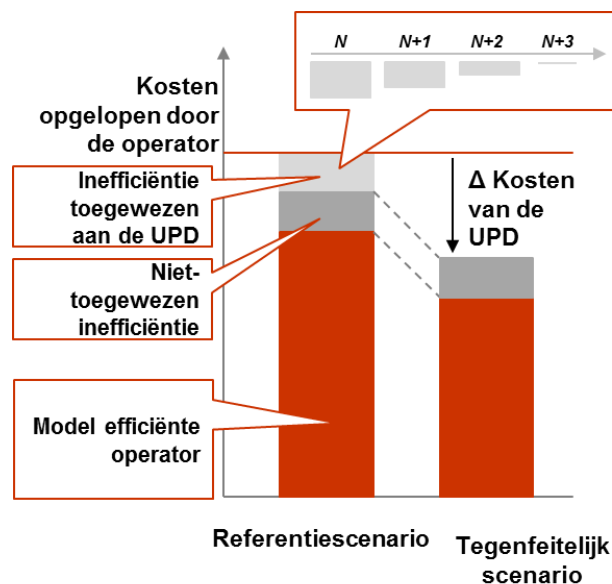 N N+1 N+2 N+3
Kosten
opgelopen door
de operator
Inefficiëntie
toegewezen
aan de UPD
Δ Kosten
van de
UPD
Niet-
toegewezen
inefficiëntie
Model efficiënte
operator
Referentiescenario
Tegenfeitelijk
scenario